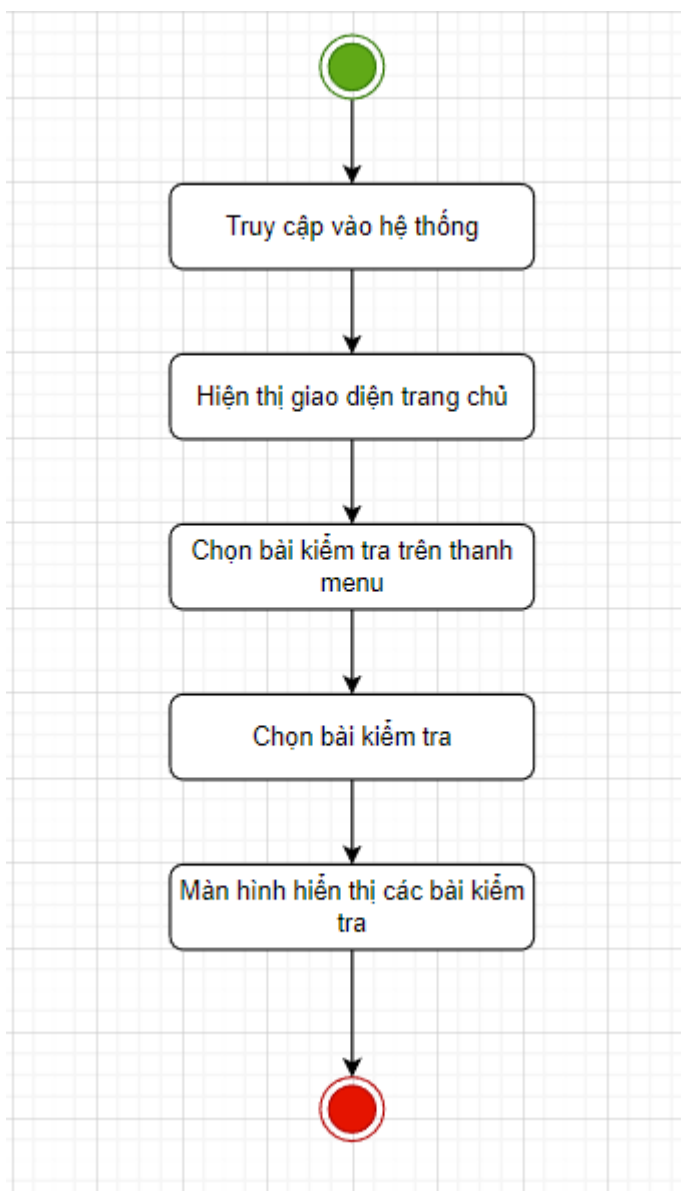 Truy cập vào hệ thống
Hiện thị giao diện trang chủ
Chọn bài kiểm tra trên thanh
menu
Chọn bài kiểm tra
Màn hình hiển thị các bài kiểm
tra